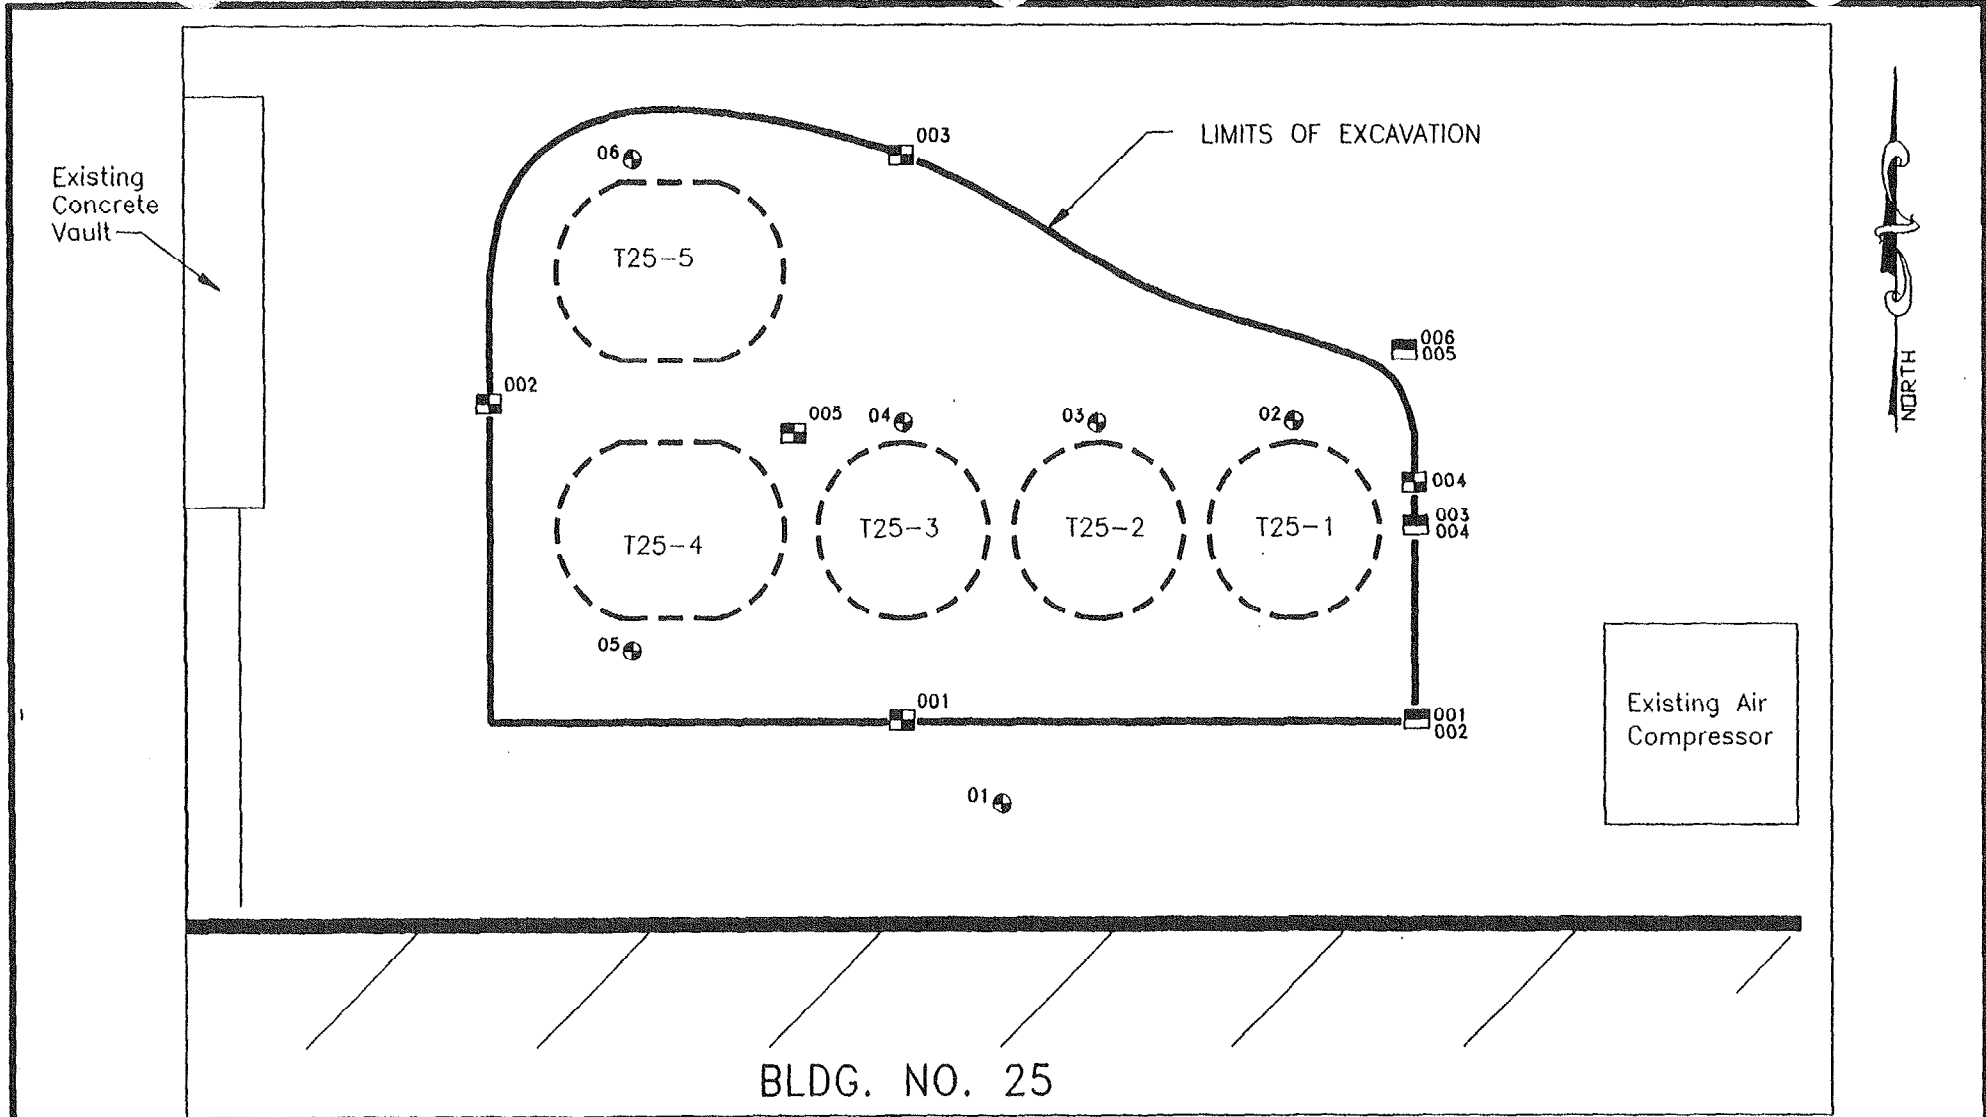 003
LIMITS OF EXCAVATION
06
Existing
Concrete
Vault
T25-5
006
005
NORTH
002
005
04
03
02
004
003
004
T25-4
T25-3
T25-2
T25-1
05
001
001
002
Existing Air
Compressor
01
BLDG. NO. 25